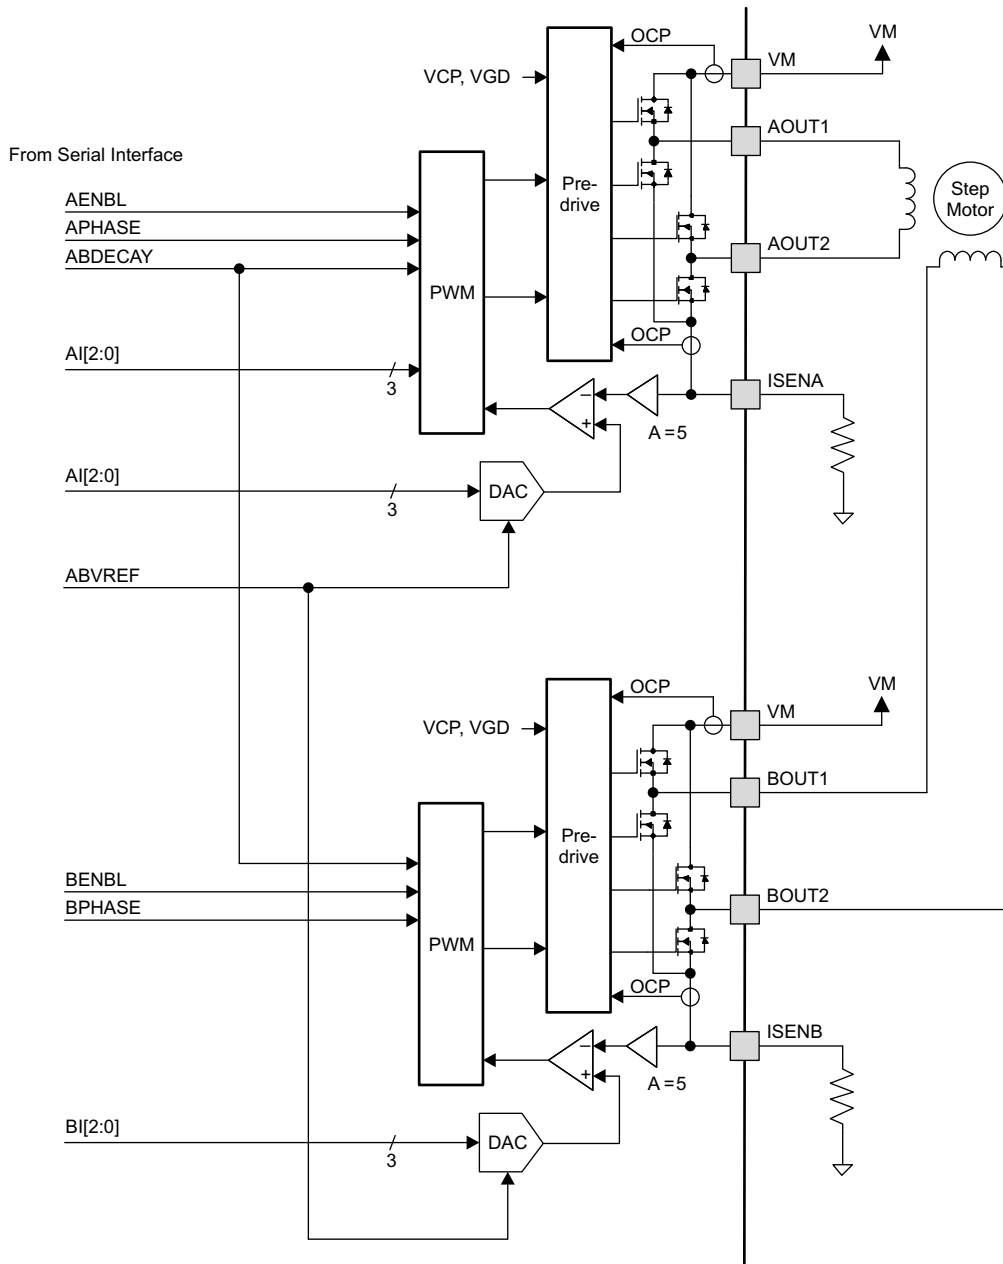 OCP
VM
VM
VCP, VGD
AOUT1
From Serial Interface
AENBL
APHASE
ABDECAY
PWM
Pre-
drive
Step
Motor
AOUT2
OCP
AI[2:0]
3
ISENA
−
+
A = 5
AI[2:0]
3
DAC
ABVREF
OCP
VM
VM
VCP, VGD
BOUT1
Pre-
drive
BENBL
BPHASE
PWM
BOUT2
OCP
ISENB
−
+
A = 5
BI[2:0]
3
DAC